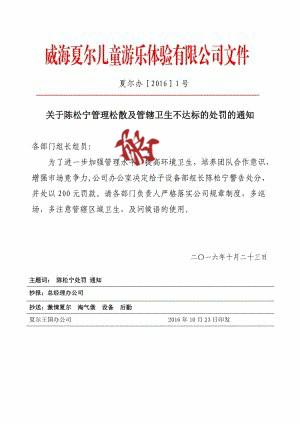 威海夏尔儿童游乐体验有限公司文件
夏尔办［2016］1号
关于陈松宁管理松散及管辖卫生不达标的处罚的通知
各部门组长组员：
为了进一步加强管理水平，提高环境卫生，培养团队合作意识，
增强市场竞争力，公司办公室决定给予设备部组长陈松宁警告处分，
并处以200元罚款。请各部门负责人严格落实公司规章制度，多巡
场，多注意管辖区域卫生，及问候语的使用。
二〇一六年十月二十三日
主题词： 陈松宁处罚 通知
抄报：总经理办公司
抄送：激情夏尔 淘气堡 设备 后勤
夏尔王国办公司 2016年10月23日印发